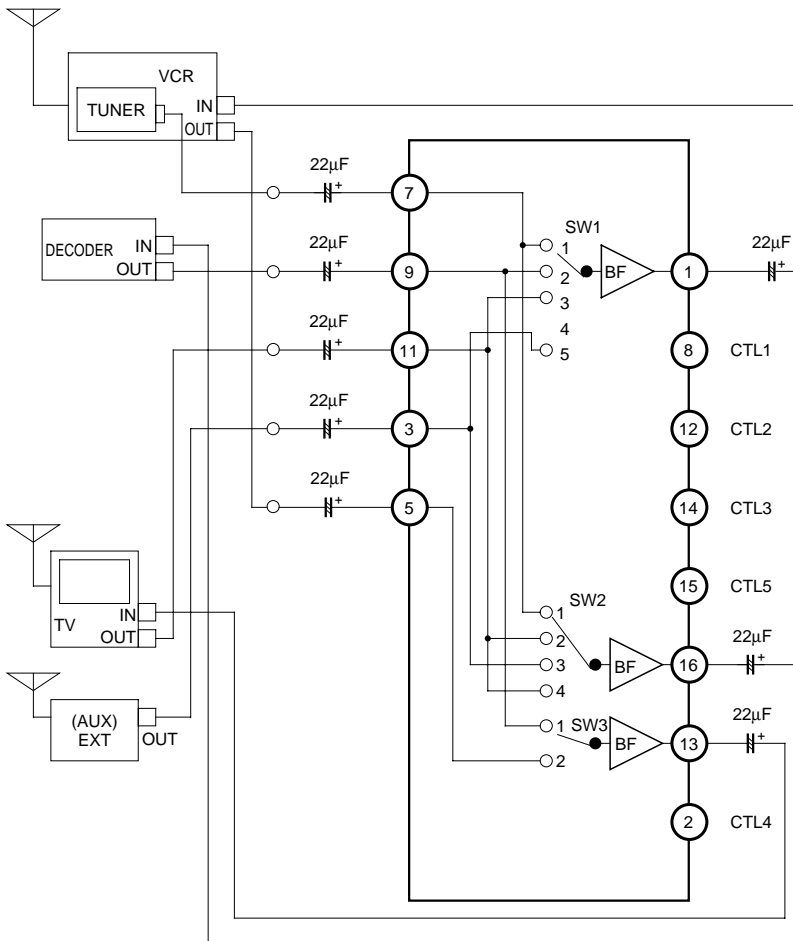 VCR
TUNER
IN
OUT
DECODER
IN
OUT
22μF
7
22μF
9
22μF
11
22μF
3
22μF
5
SW1
1
2
3
4
5
BF
1
22μF
8 CTL1
12 CTL2
14 CTL3
15 CTL5
SW2
1
2
3
4
BF
16
22μF
SW3
1
2
BF
13
22μF
2 CTL4
TV
IN
OUT
(AUX)
EXT
OUT
+
+
+
+
+
+
+
+